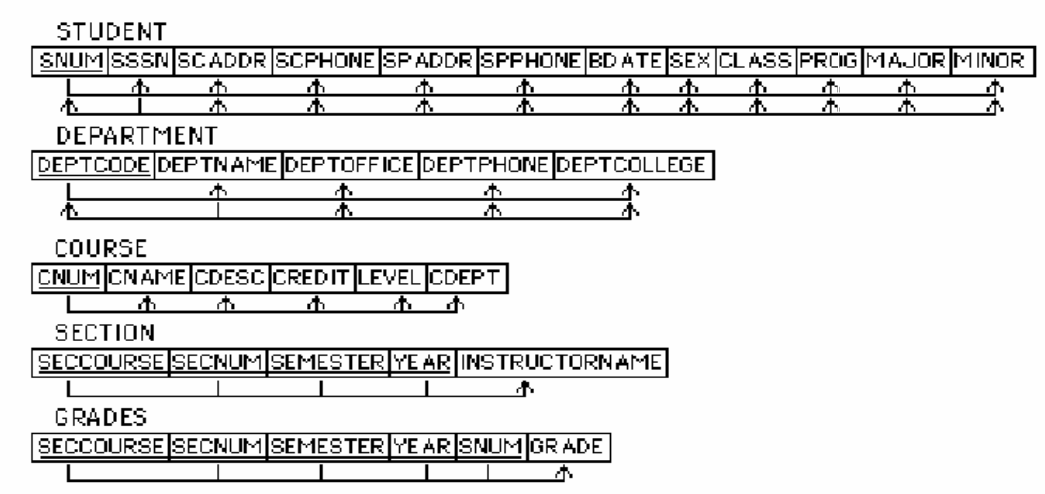 STUDENT
SNUM SSSN SCADDR SCPHONE SPADDR SPPHONE BDATE SEX CLASS PROG MAJOR MINOR
DEPARTMENT
DEPTCODE DEPTNAME DEPTOFFICE DEPTPHONE DEPTCOLLEGE
COURSE
CNUM CNAME CDESC CREDIT LEVEL CDEPT
SECTION
SECCOURSE SECNUM SEMESTER YEAR INSTRUCTORNAME
GRADES
SECCOURSE SECNUM SEMESTER YEAR SNUM GRADE